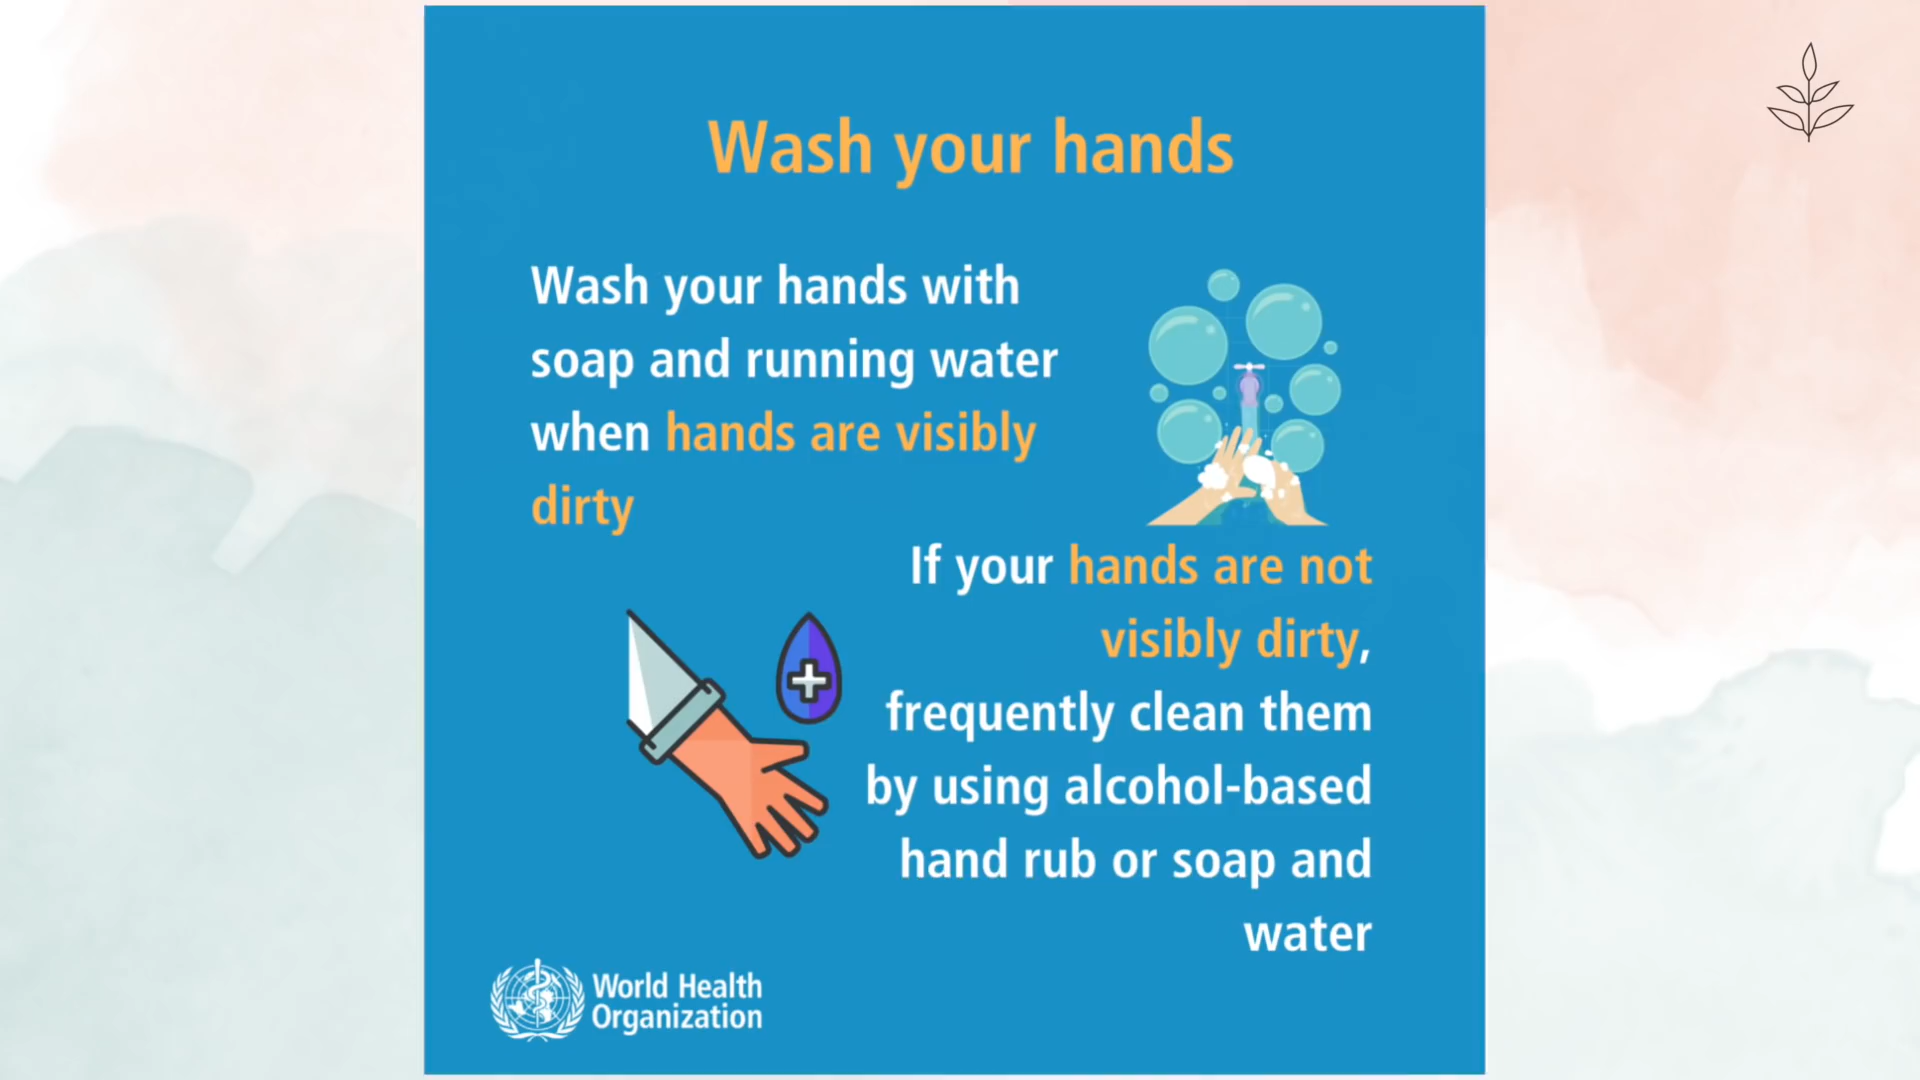 Wash your hands
Wash your hands with
soap and running water
when hands are visibly
dirty
If your hands are not
visibly dirty,
frequently clean them
by using alcohol-based
hand rub or soap and
water
World Health
Organization